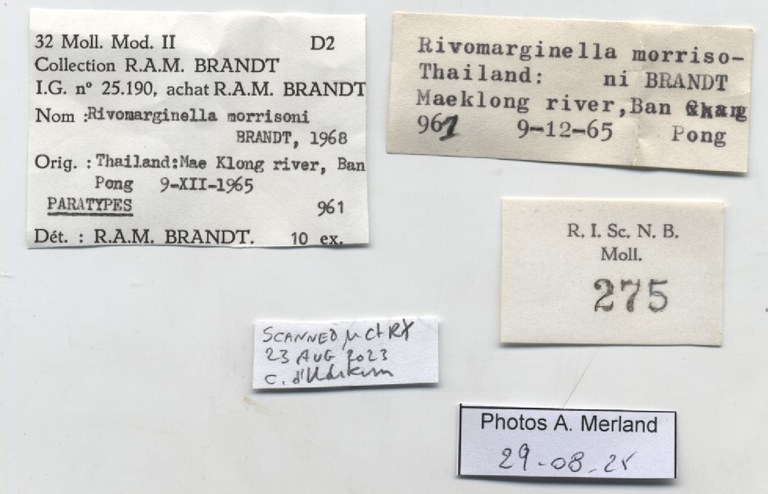 32 Moll. Mod. II D2
Collection R.A.M. BRANDT
I.G. nº 25.190, achat R.A.M. BRANDT
Nom : Rivomarginella morrisoni
BRANDT, 1968
Orig. : Thailand:Mae Klong river, Ban
Pong 9-XII-1965
PARATYPES 961
Dét. : R.A.M. BRANDT. 10 ex.
Rivomarginella morriso-
Thailand: ni BRANDT
Maeklong river,Ban
961 9-12-65 Pong
R. I. Sc. N. B.
Moll.
275
SCANNED µCt RX
23 AUG 2023
C.
Photos A. Merland
29-08-25